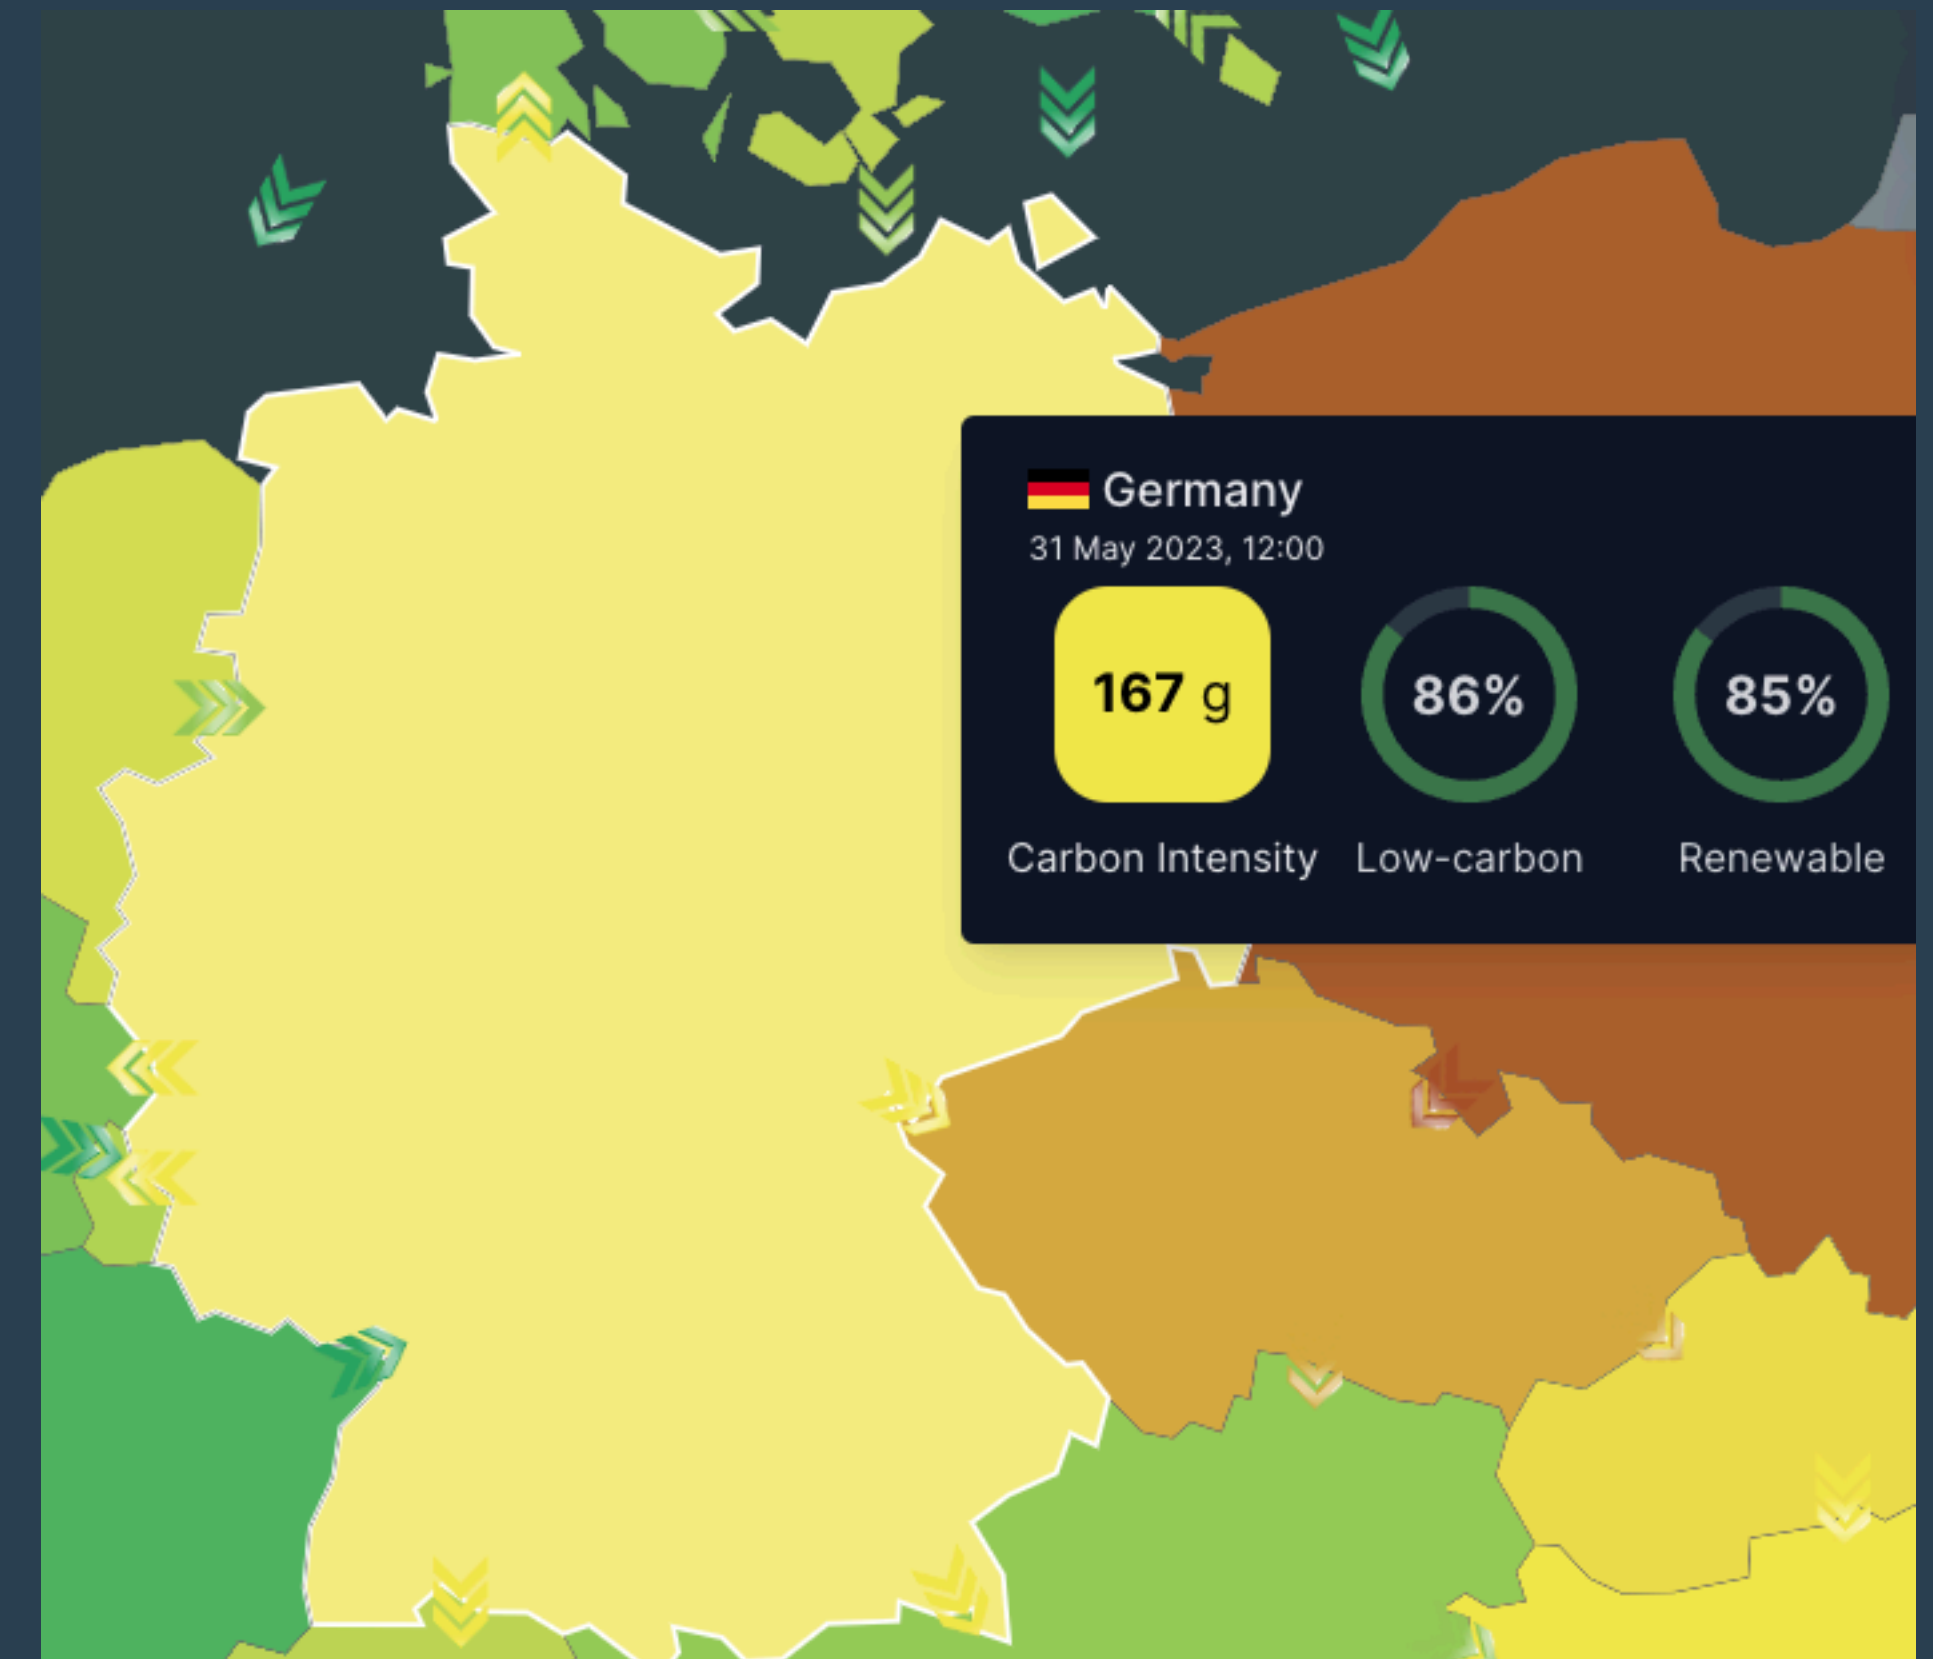 Germany
31 May 2023, 12:00
167 g
86%
85%
Carbon Intensity
Low-carbon
Renewable